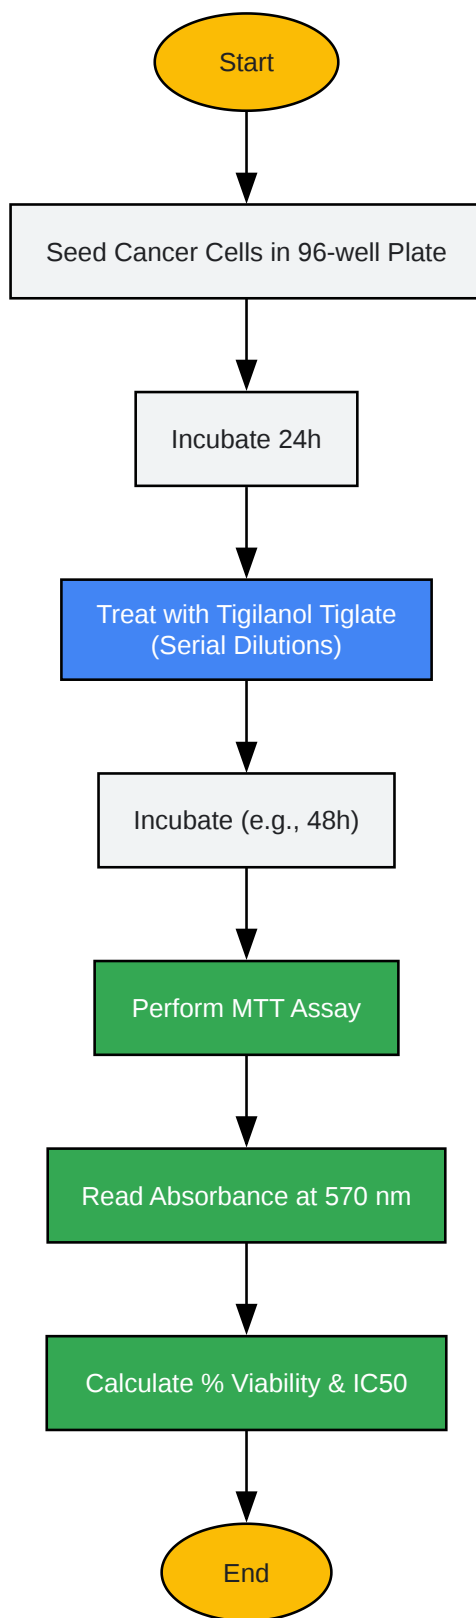 Start
Seed Cancer Cells in 96-well Plate
Incubate 24h
Treat with Tigilanol Tiglate
(Serial Dilutions)
Incubate (e.g., 48h)
Perform MTT Assay
Read Absorbance at 570 nm
Calculate % Viability & IC50
End